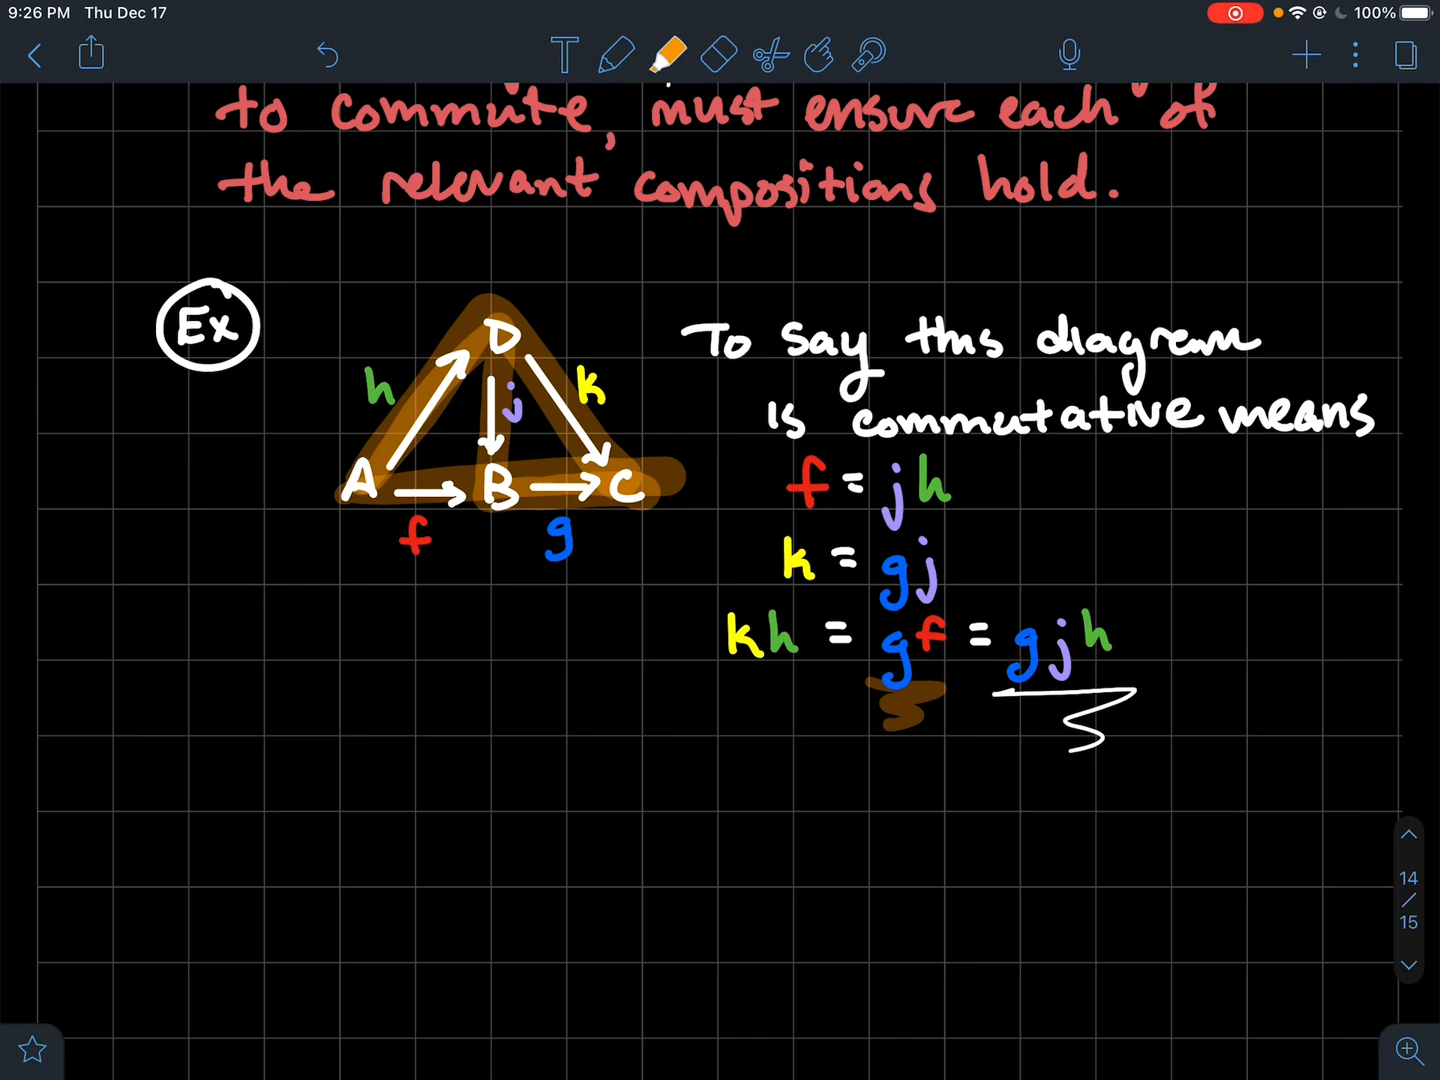 9:26 PM Thu Dec 17
100%
to commute, must ensure each of
the relevant compositions hold.
Ex
D
h
j
k
A
B
C
f
g
To say this diagram
is commutative means
f = jh
k = gj
kh = gf = gjh
14
/
15